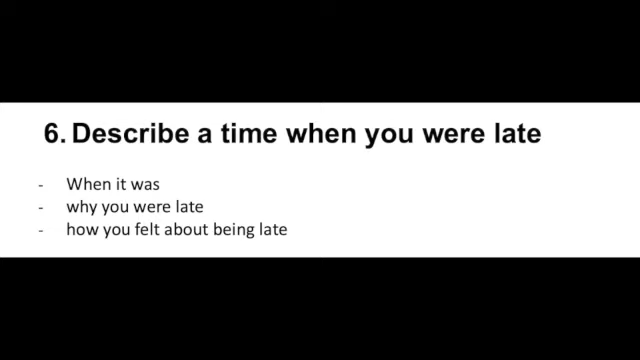 6. Describe a time when you were late
- When it was
- why you were late
- how you felt about being late